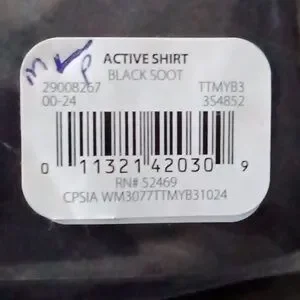 ACTIVE SHIRT
BLACK SOOT
29008267 TTMYB3
00-24 354852
0 11321 42030 9
RN# 52469
CPSIA WM3077TTMYB31024